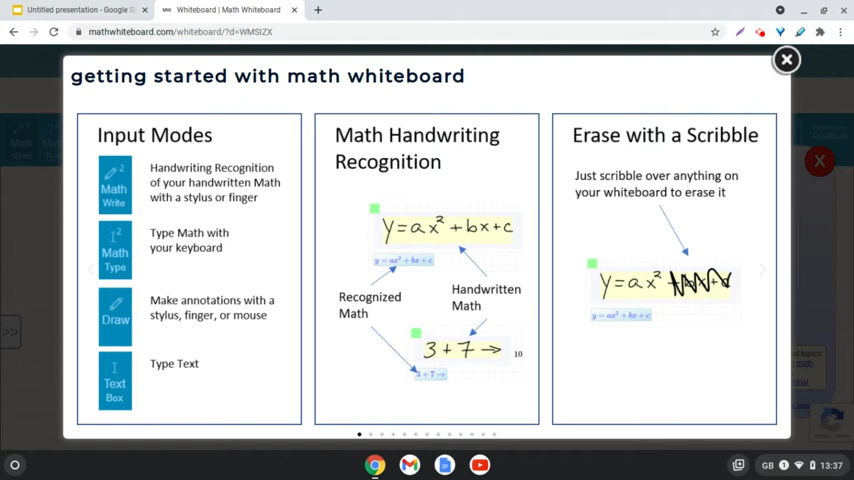 Untitled presentation - Google Sl
Whiteboard | Math Whiteboard
mathwhiteboard.com/whiteboard/?d=WMSIZX
getting started with math whiteboard
Input Modes
Math
Write
Handwriting Recognition
of your handwritten Math
with a stylus or finger
Math
Type
Type Math with
your keyboard
Draw
Make annotations with a
stylus, finger, or mouse
Text
Box
Type Text
Math Handwriting
Recognition
y=ax²+bx+c
y = ax² + bx + c
Recognized
Math
Handwritten
Math
3+7→ 10
3 + 7 →
Erase with a Scribble
Just scribble over anything on
your whiteboard to erase it
y=ax²
y = ax² + bx + c
X
>>
GB
13:37